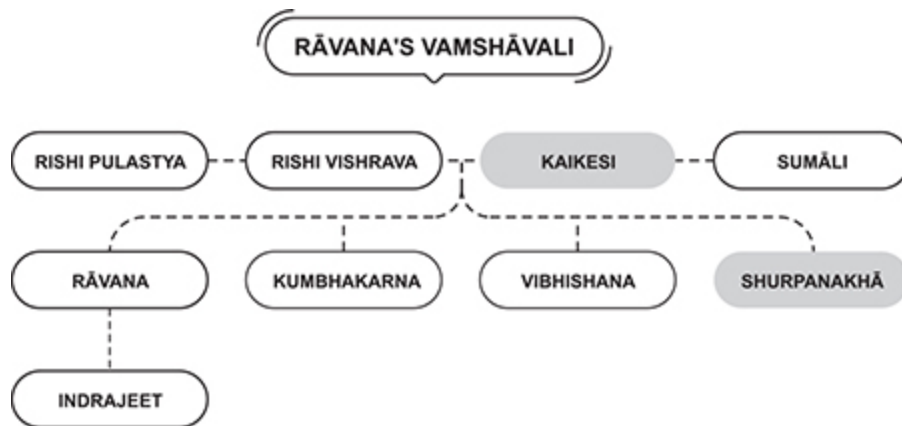 RĀVANA'S VAMSHĀVALI
RISHI PULASTYA
RISHI VISHRAVA
KAIKESI
SUMĀLI
RĀVANA
KUMBHAKARNA
VIBHISHANA
SHURPANAKHĀ
INDRAJEET